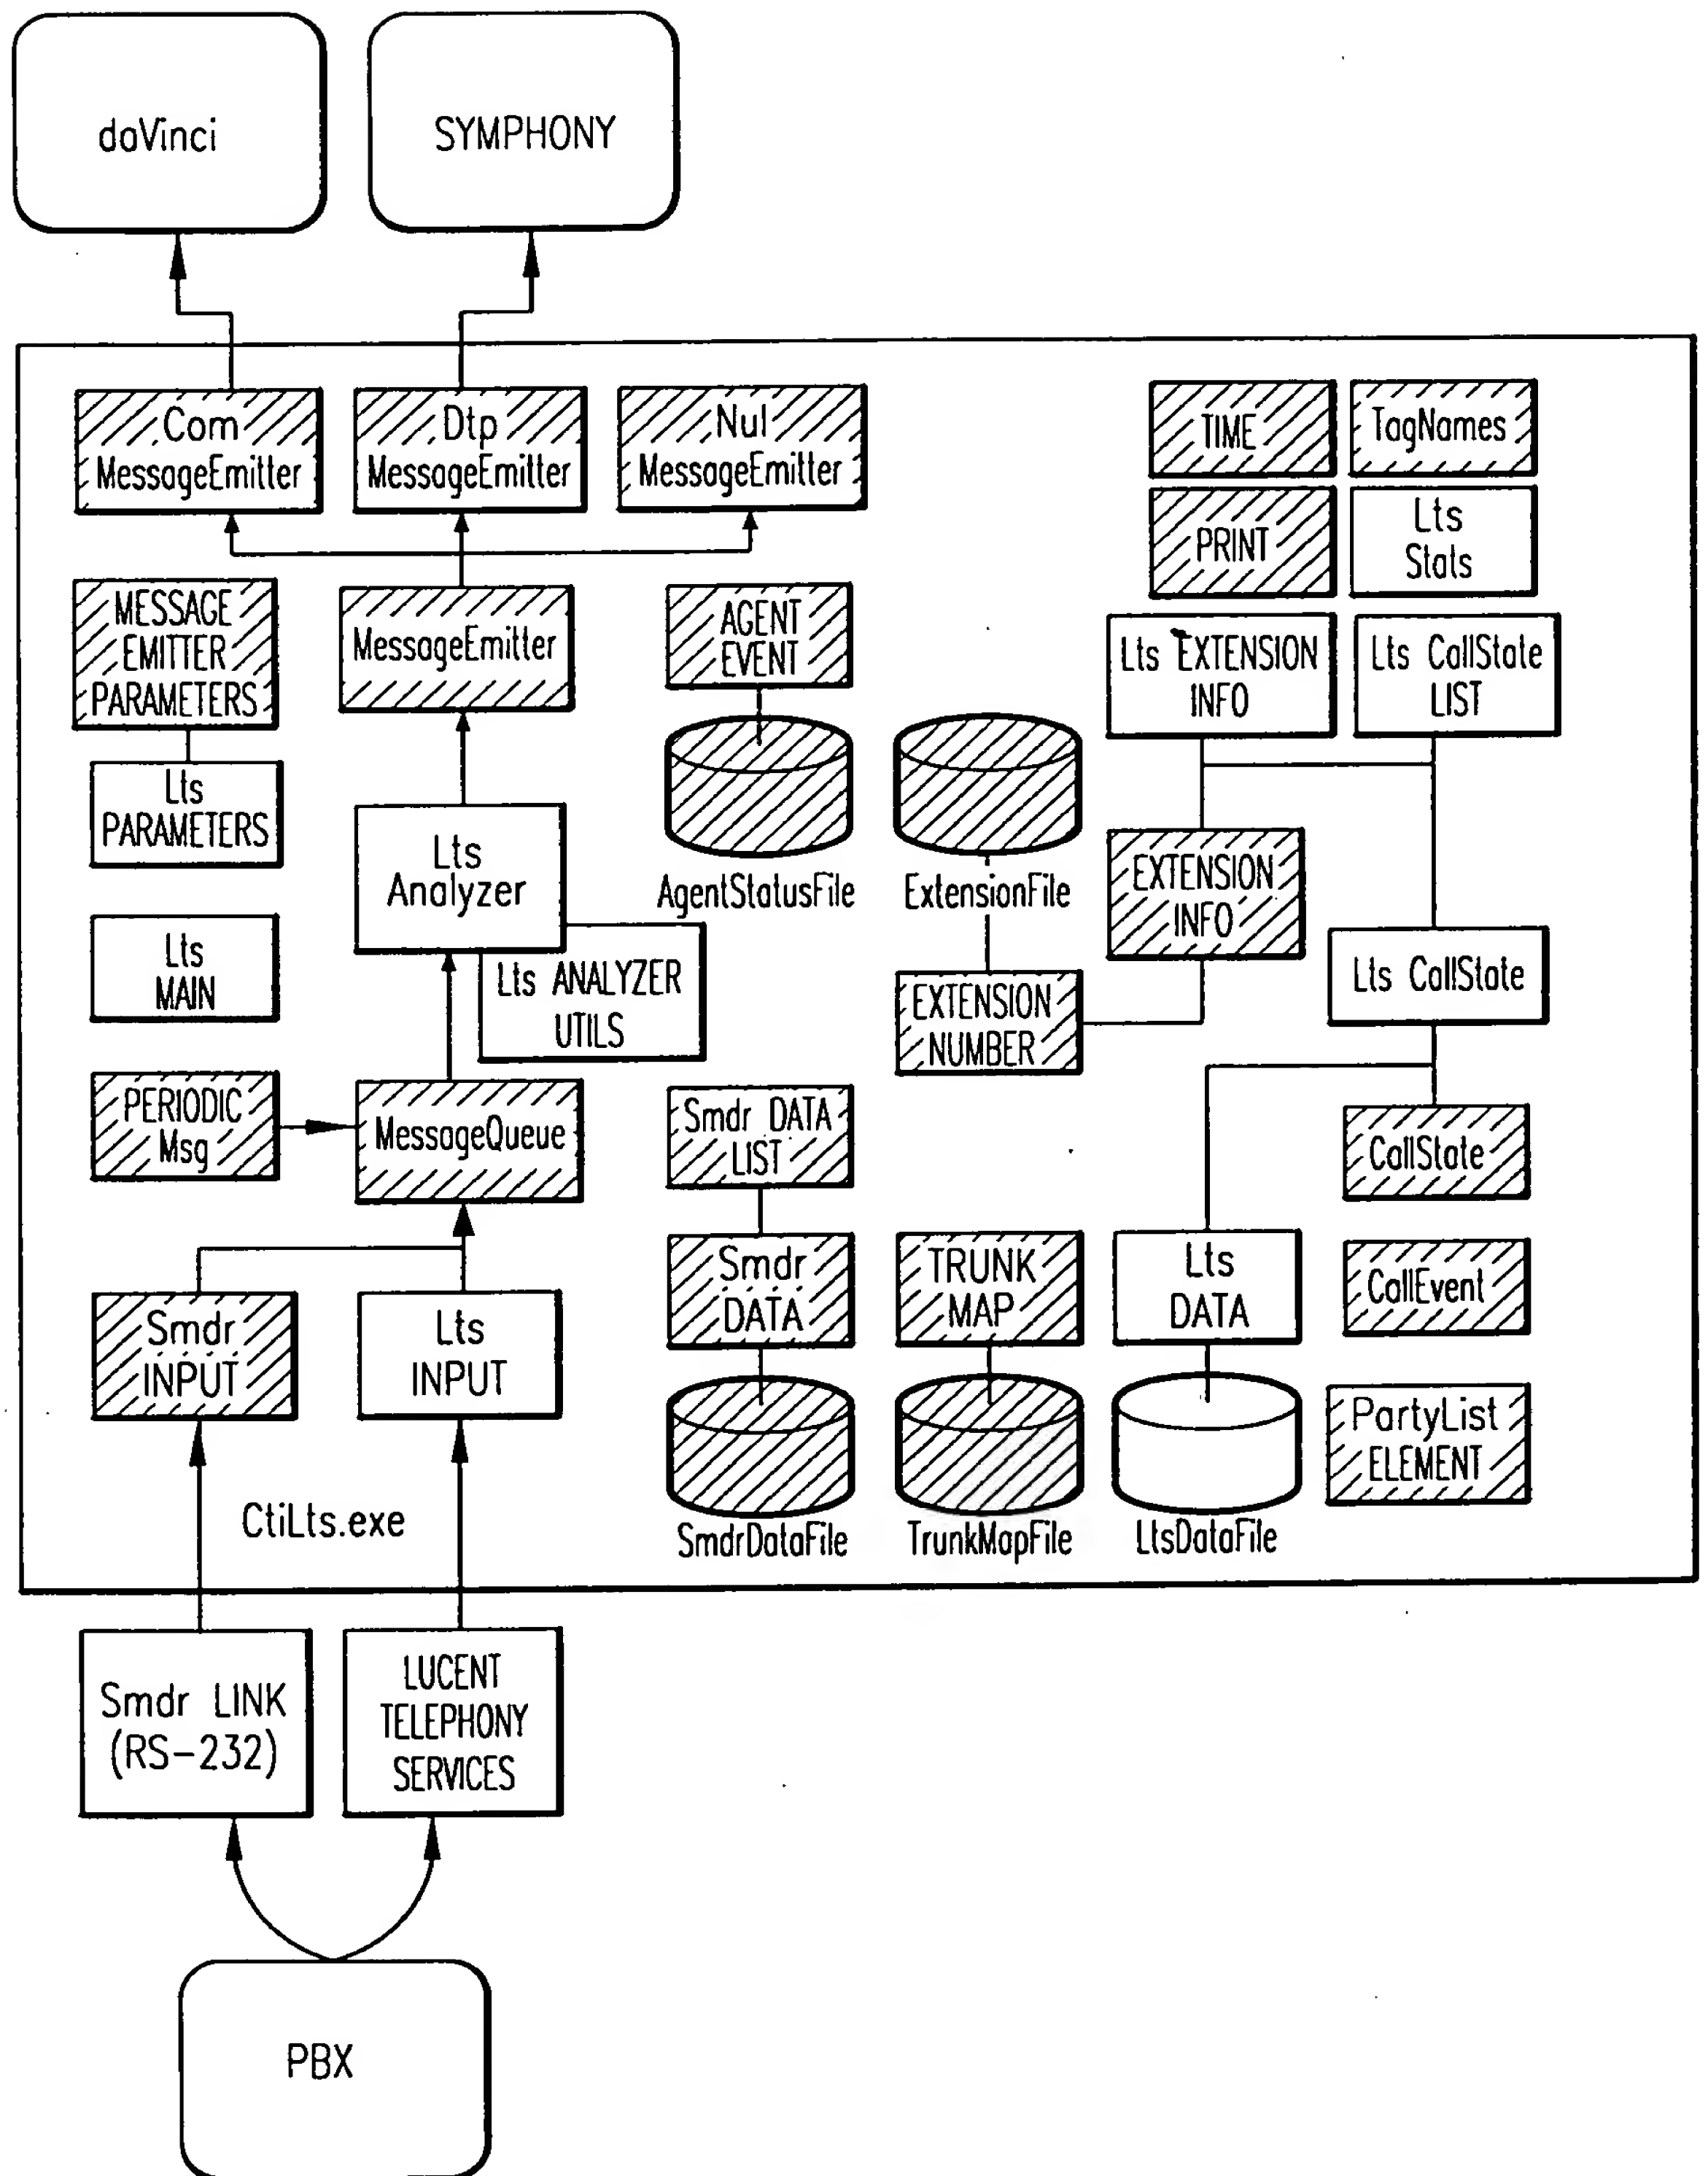 daVinci
SYMPHONY
Com
MessageEmitter
Dtp
MessageEmitter
Nul
MessageEmitter
TIME
TagNames
PRINT
Lts
Stats
MESSAGE
EMITTER
PARAMETERS
MessageEmitter
AGENT
EVENT
Lts EXTENSION
INFO
Lts CallState
LIST
Lts
PARAMETERS
Lts
Analyzer
AgentStatusFile
ExtensionFile
EXTENSION
INFO
Lts
MAIN
Lts ANALYZER
UTILS
EXTENSION
NUMBER
Lts CallState
PERIODIC
Msg
MessageQueue
Smdr DATA
LIST
CallState
Smdr
INPUT
Lts
INPUT
Smdr
DATA
TRUNK
MAP
Lts
DATA
CallEvent
PartyList
ELEMENT
CtiLts.exe
SmdrDataFile
TrunkMapFile
LtsDataFile
Smdr LINK
(RS-232)
LUCENT
TELEPHONY
SERVICES
PBX